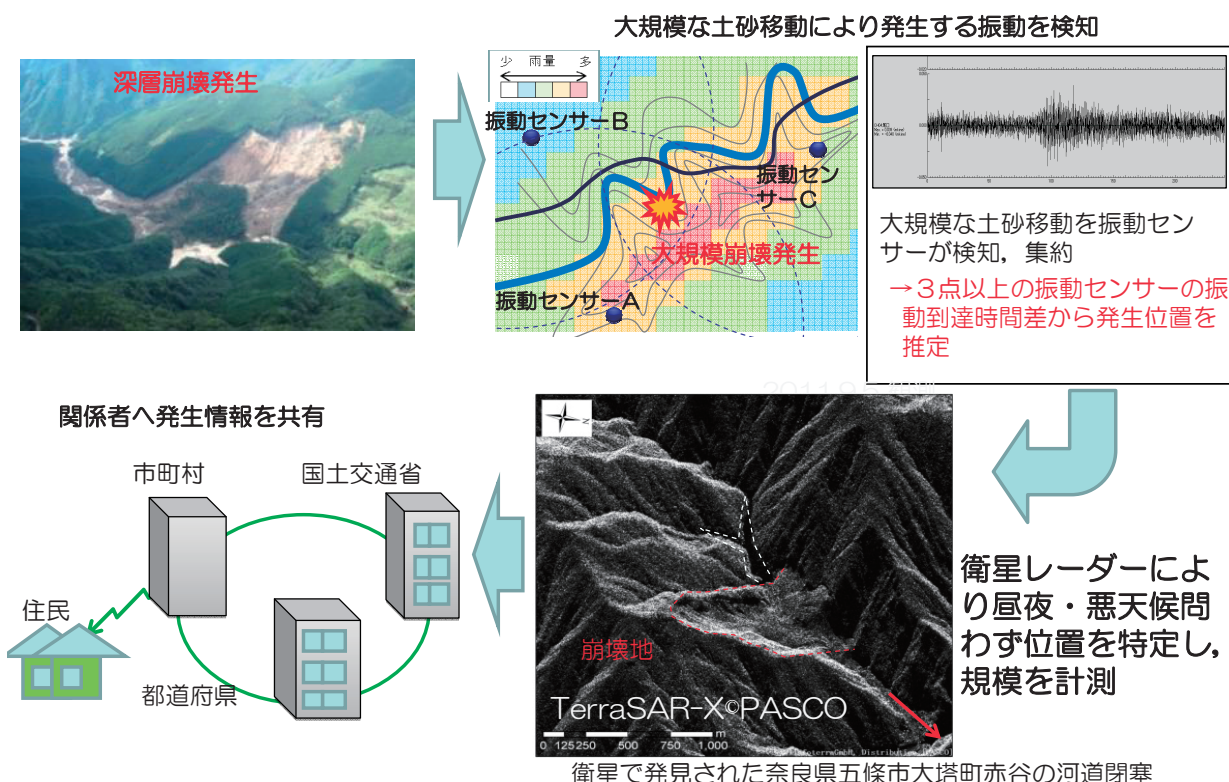 大規模な土砂移動により発生する振動を検知
深層崩壊発生
少 雨量 多
振動センサーB
振動セン
サーC
大規模崩壊発生
振動センサーA
大規模な土砂移動を振動セン
サーが検知，集約
→３点以上の振動センサーの振
動到達時間差から発生位置を
推定
関係者へ発生情報を共有
市町村
国土交通省
住民
都道府県
崩壊地
TerraSAR-X©PASCO
m
0 125250 500 750 1,000
衛星レーダーによ
り昼夜・悪天候問
わず位置を特定し，
規模を計測
衛星で発見された奈良県五條市大塔町赤谷の河道閉塞